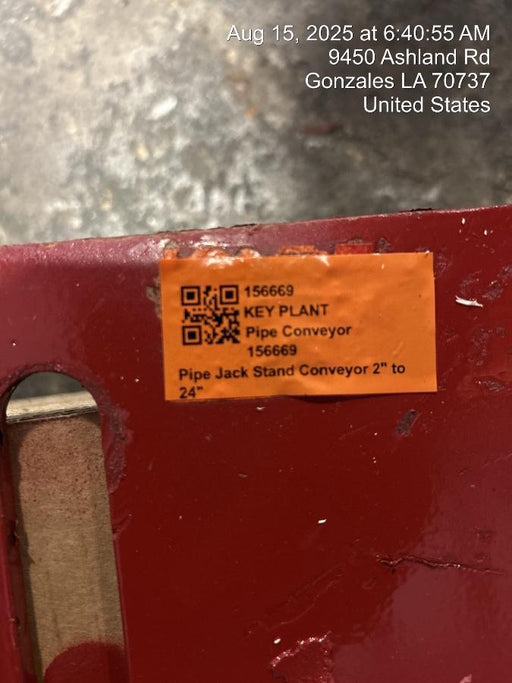 Aug 15, 2025 at 6:40:55 AM
9450 Ashland Rd
Gonzales LA 70737
United States
156669
KEY PLANT
Pipe Conveyor
156669
Pipe Jack Stand Conveyor 2" to
24"